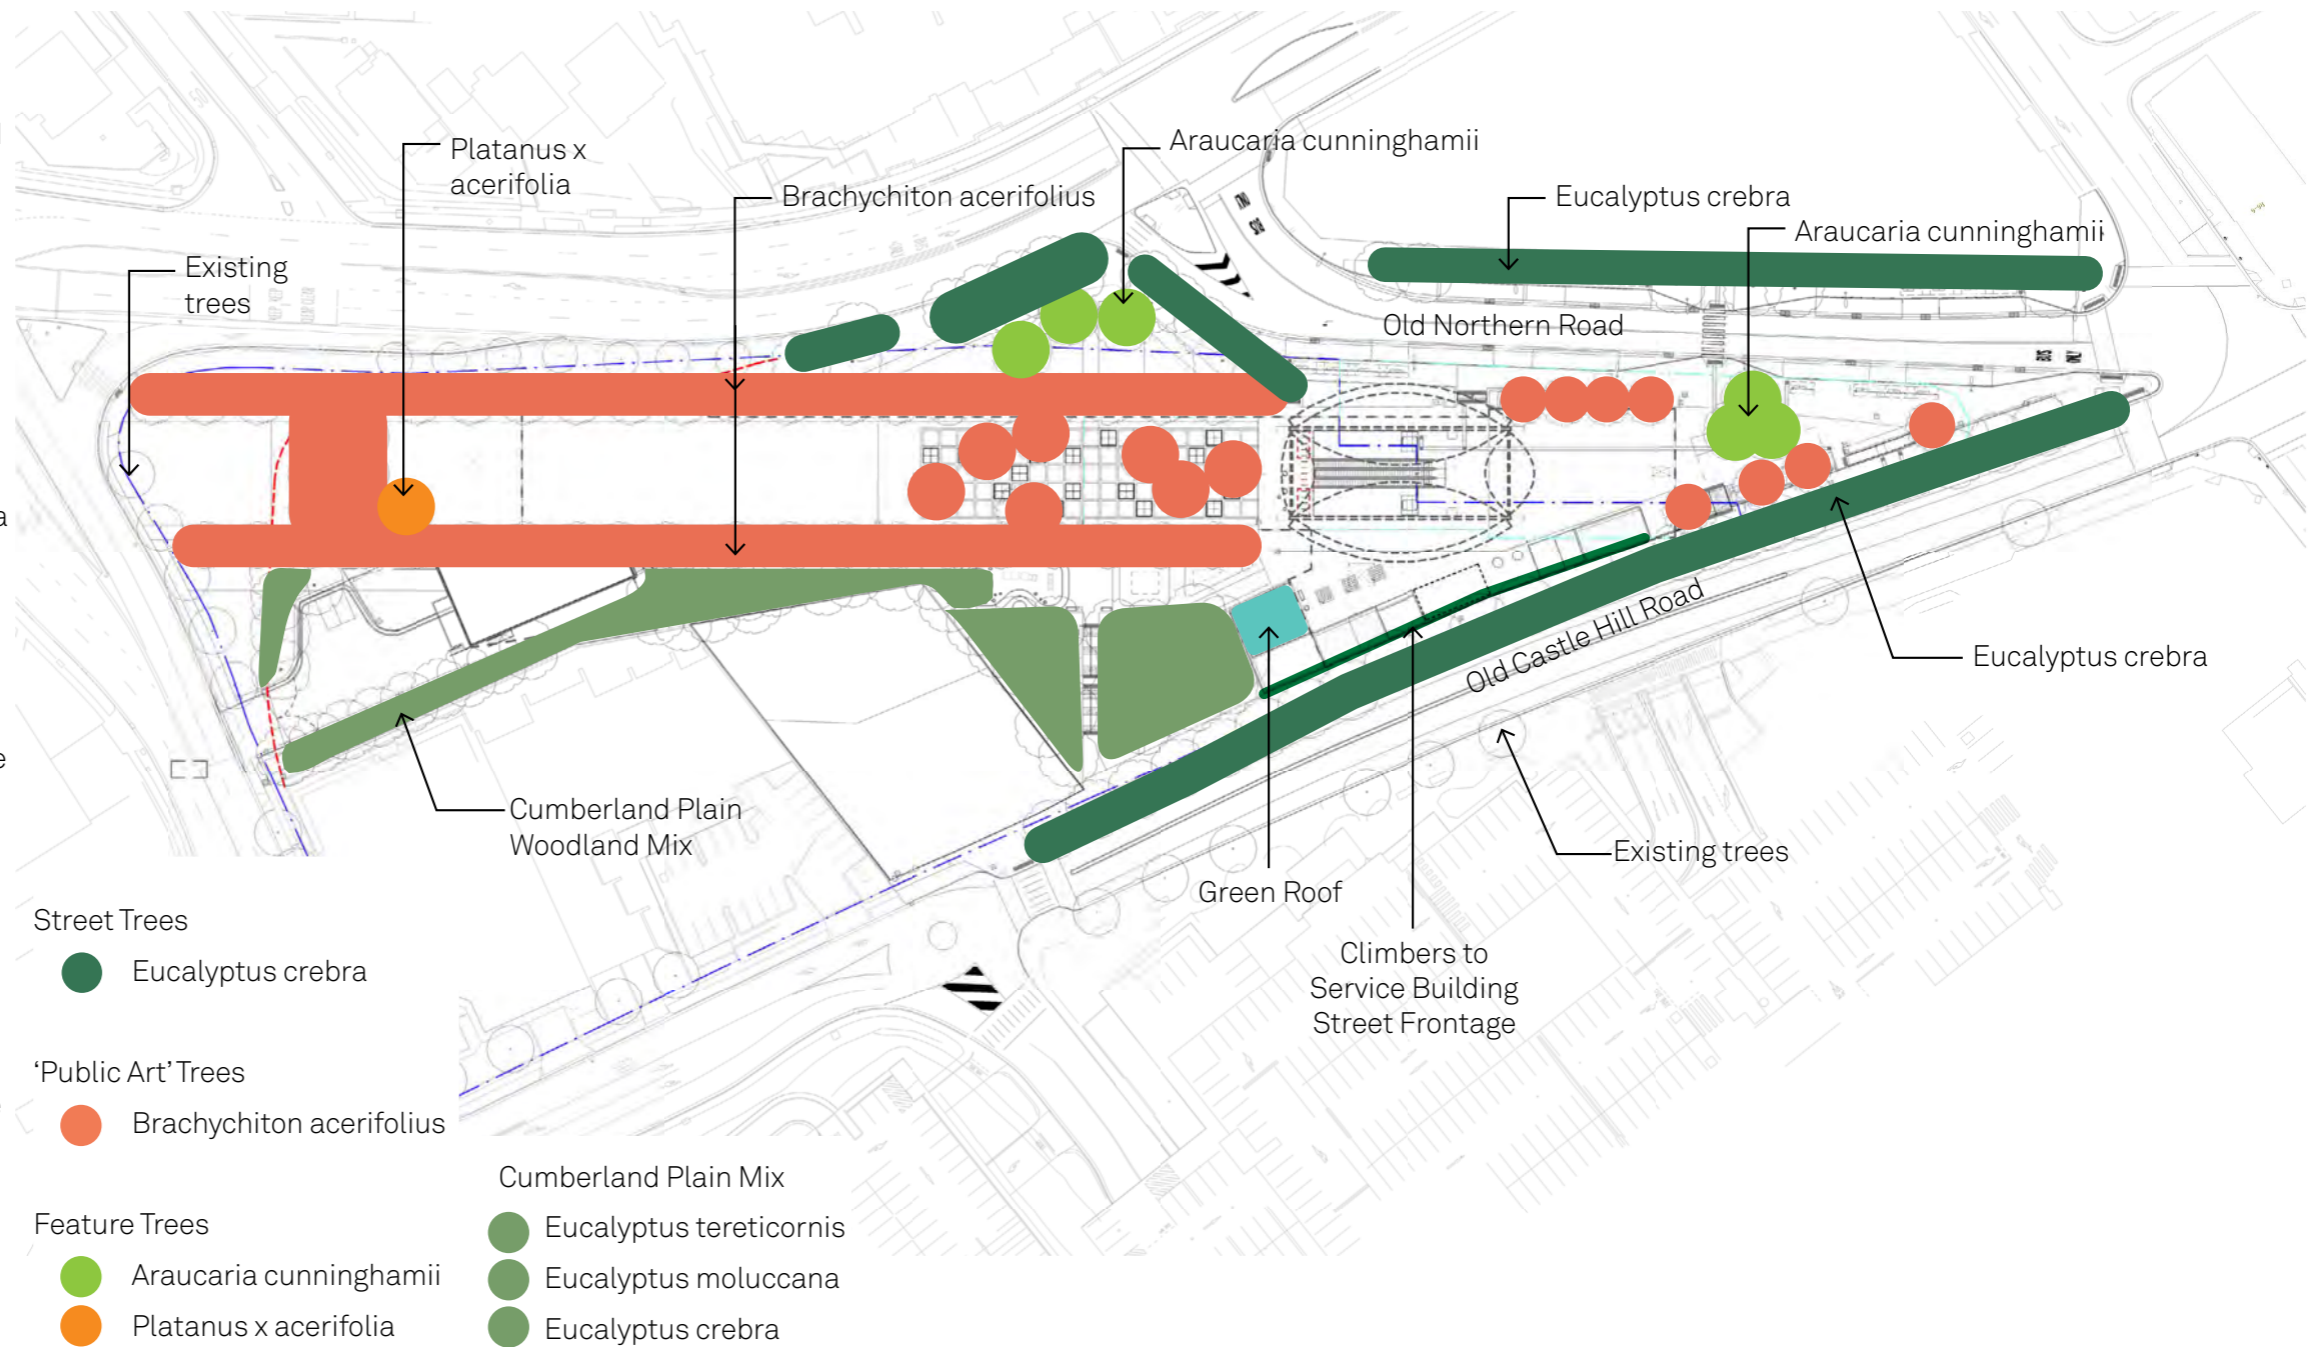 Platanus x
acerifolia
Araucaria cunninghamii
Brachychiton acerifolius
Eucalyptus crebra
Araucaria cunninghamii
Existing
trees
Old Northern Road
Old Castle Hill Road
Eucalyptus crebra
Cumberland Plain
Woodland Mix
Existing trees
Green Roof
Climbers to
Service Building
Street Frontage
Street Trees
Eucalyptus crebra
‘Public Art’ Trees
Brachychiton acerifolius
Feature Trees
Araucaria cunninghamii
Platanus x acerifolia
Cumberland Plain Mix
Eucalyptus tereticornis
Eucalyptus moluccana
Eucalyptus crebra